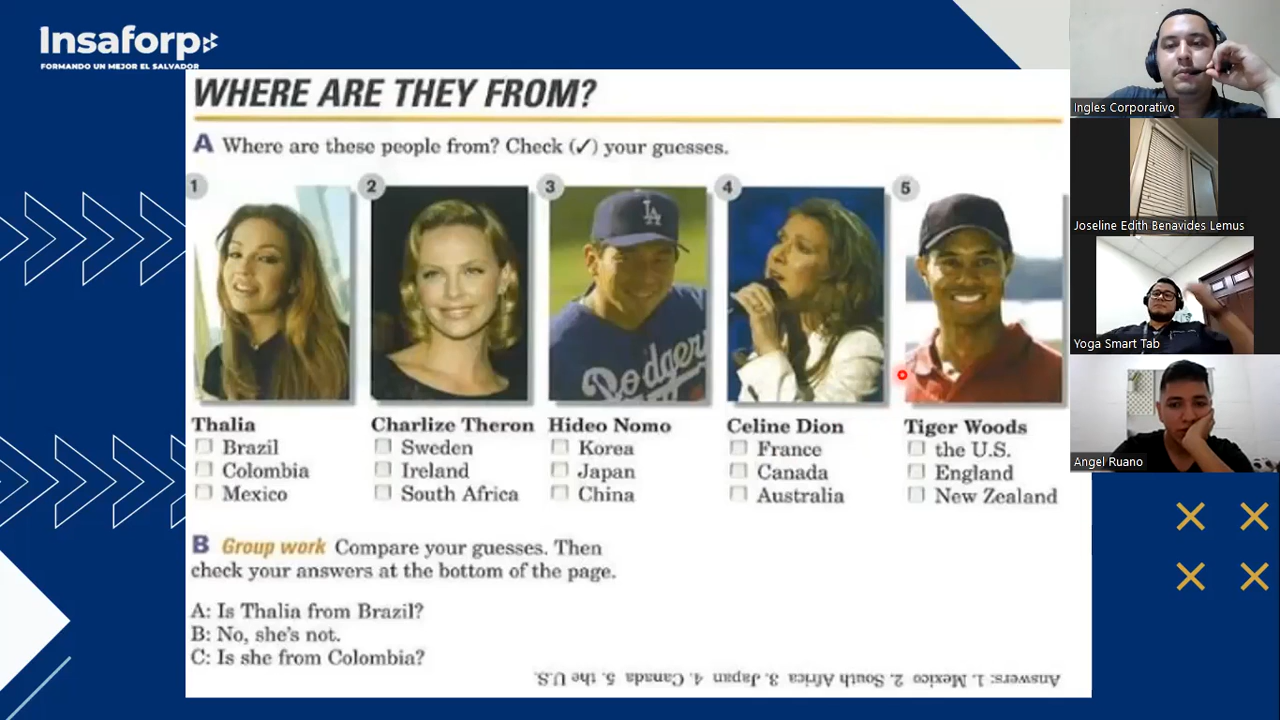 Insaforp
FORMANDO UN MEJOR EL SALVADOR
WHERE ARE THEY FROM?
A Where are these people from? Check (✓) your guesses.
1
2
3
4
5
LA
Dodgers
Thalia
Brazil
Colombia
Mexico
Charlize Theron
Sweden
Ireland
South Africa
Hideo Nomo
Korea
Japan
China
Celine Dion
France
Canada
Australia
Tiger Woods
the U.S.
England
New Zealand
B Group work Compare your guesses. Then
check your answers at the bottom of the page.
A: Is Thalia from Brazil?
B: No, she's not.
C: Is she from Colombia?
Answers: 1. Mexico 2. South Africa 3. Japan 4. Canada 5. the U.S.
Ingles Corporativo
Joseline Edith Benavides Lemus
Yoga Smart Tab
Angel Ruano